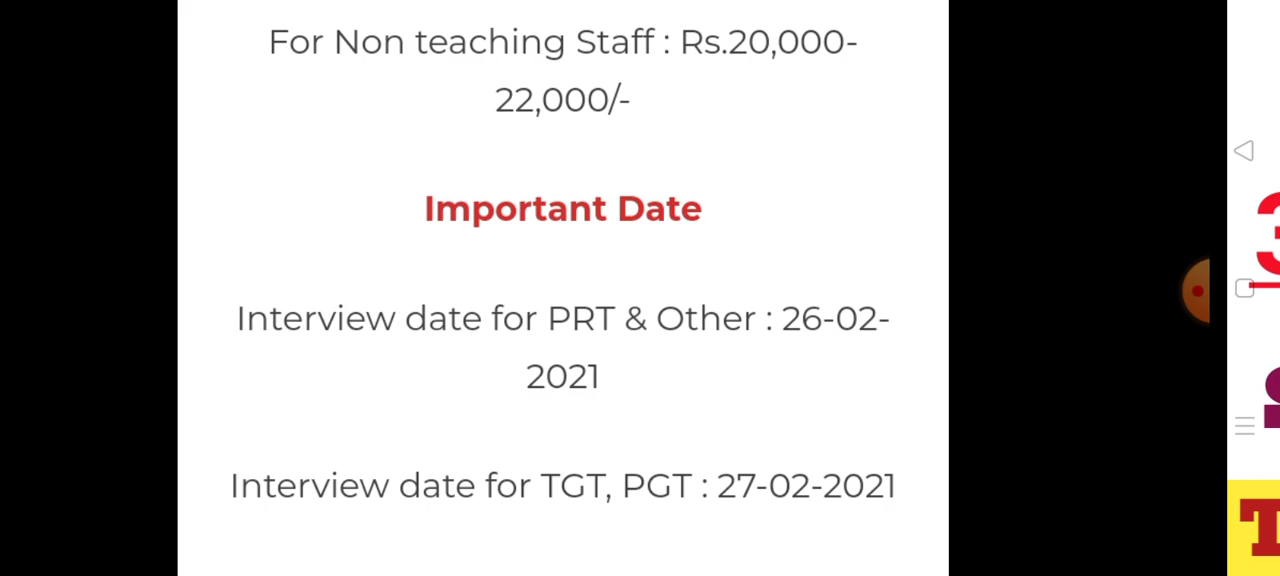 For Non teaching Staff : Rs.20,000-
22,000/-
Important Date
Interview date for PRT & Other : 26-02-
2021
Interview date for TGT, PGT : 27-02-2021